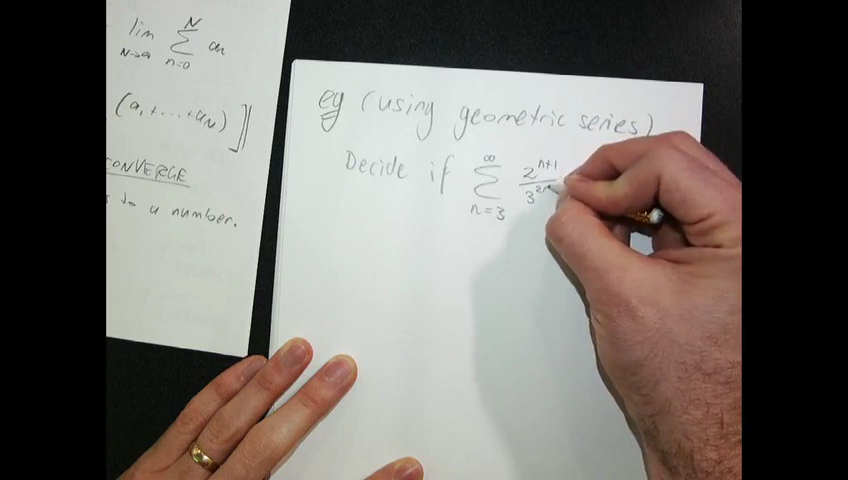 lim N→∞ N Σ n=0 an
(a₁+...+aN)]
CONVERGE
to a number.
eg (using geometric series)
Decide if ∞ Σ n=3 2^{n+1}/3^{2n